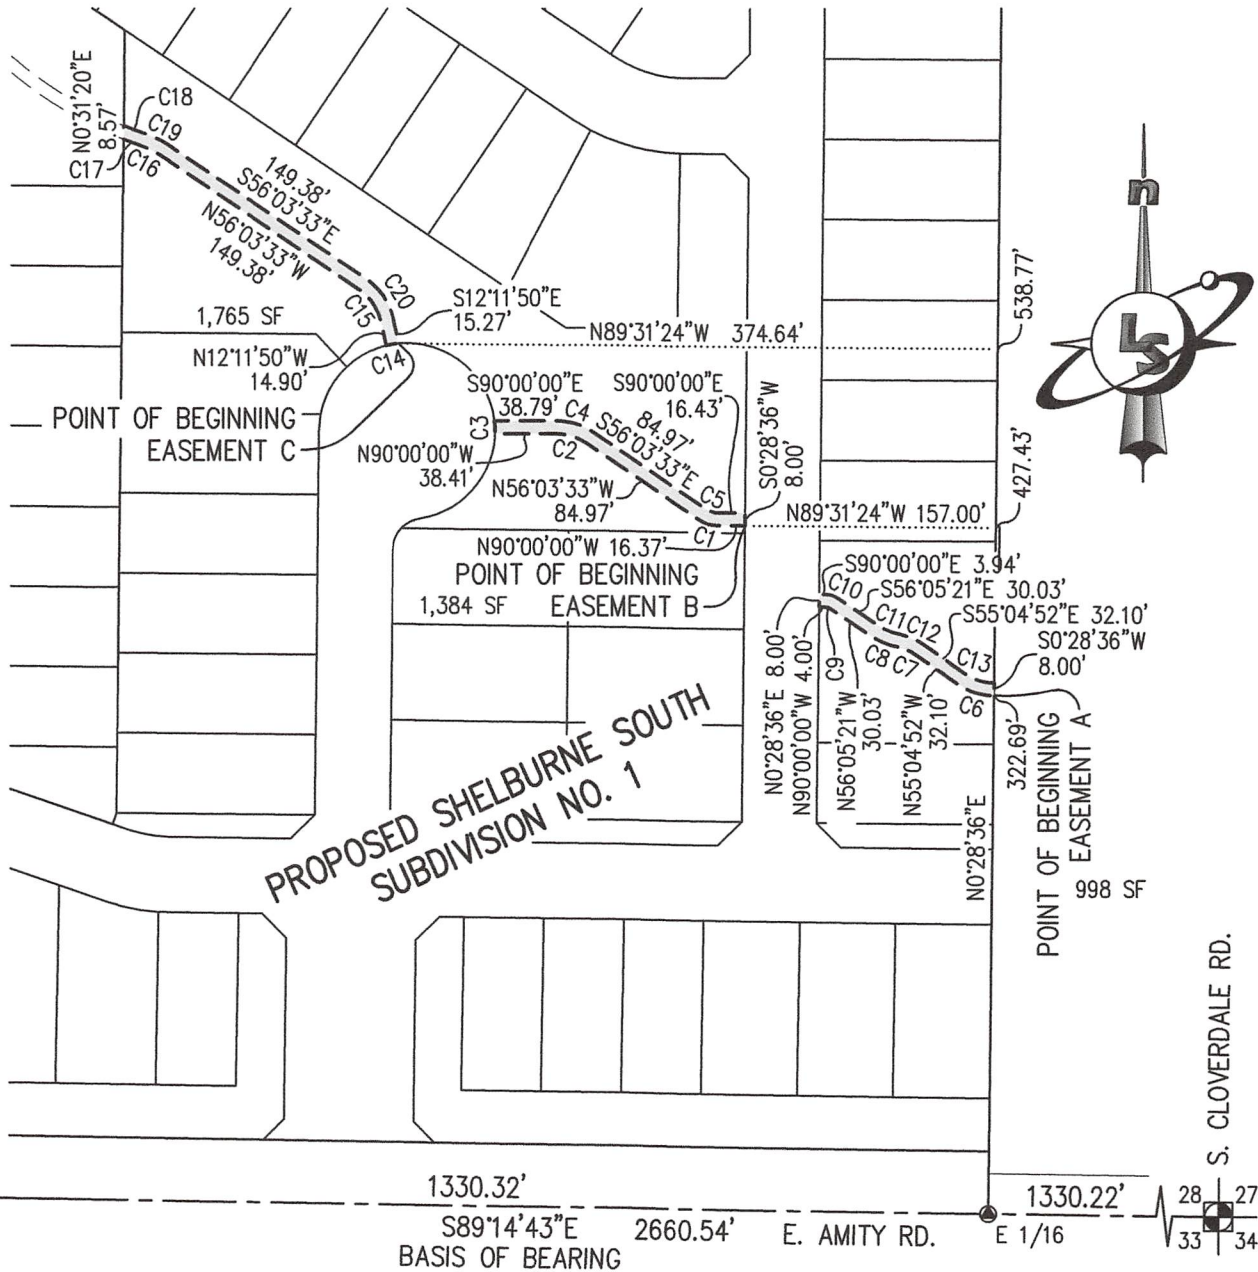 N0°31'20"E
8.57'
C18
C19
C17
C16
149.38'
S56°03'33"E
N56°03'33"W
149.38'
C20
C15
S12°11'50"E
15.27'
1,765 SF
N12°11'50"W
14.90'
C14
N89°31'24"W 374.64'
538.77'
n
LS
POINT OF BEGINNING
EASEMENT C
S90°00'00"E
38.79'
C3
C4
C2
N90°00'00"W
38.41'
S90°00'00"E
16.43'
S56°03'33"E
84.97'
N56°03'33"W
84.97'
C5
C1
S0°28'36"W
8.00'
427.43'
N89°31'24"W 157.00'
N90°00'00"W 16.37'
POINT OF BEGINNING
EASEMENT B
1,384 SF
S90°00'00"E 3.94'
C10
S56°05'21"E 30.03'
C11
C12
S55°04'52"E 32.10'
C13
S0°28'36"W
8.00'
N0°28'36"E 8.00'
N90°00'00"W 4.00'
C9
C8
C7
C6
N56°05'21"W
30.03'
N55°04'52"W
32.10'
322.69'
POINT OF BEGINNING
EASEMENT A
998 SF
N0°28'36"E
PROPOSED SHELBURNE SOUTH
SUBDIVISION NO. 1
S. CLOVERDALE RD.
1330.32'
1330.22'
S89°14'43"E 2660.54' E. AMITY RD.
BASIS OF BEARING
E 1/16
28 27
33 34